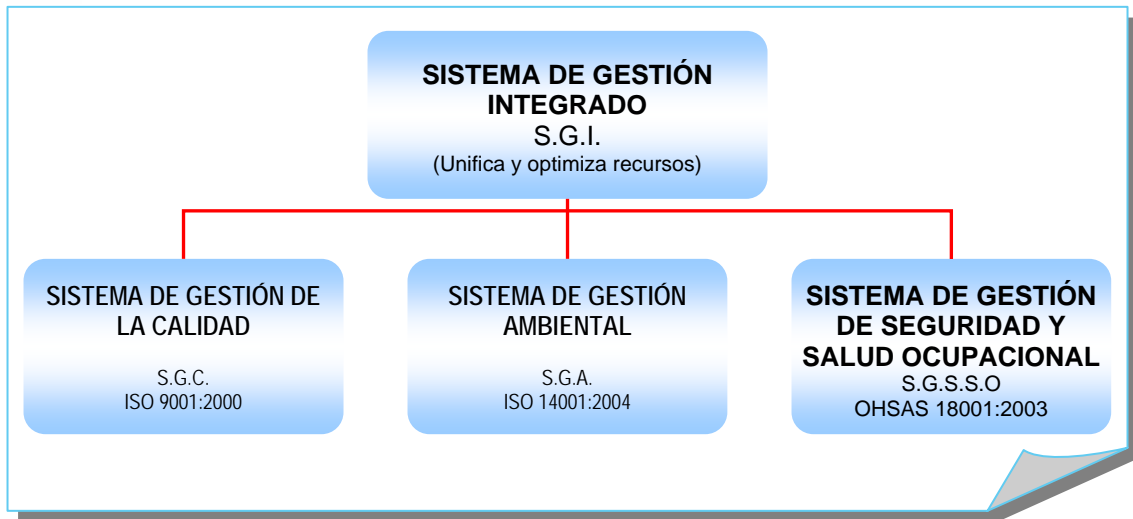 SISTEMA DE GESTIÓN
INTEGRADO
S.G.I.
(Unifica y optimiza recursos)
SISTEMA DE GESTIÓN DE
LA CALIDAD
S.G.C.
ISO 9001:2000
SISTEMA DE GESTIÓN
AMBIENTAL
S.G.A.
ISO 14001:2004
SISTEMA DE GESTIÓN
DE SEGURIDAD Y
SALUD OCUPACIONAL
S.G.S.S.O
OHSAS 18001:2003